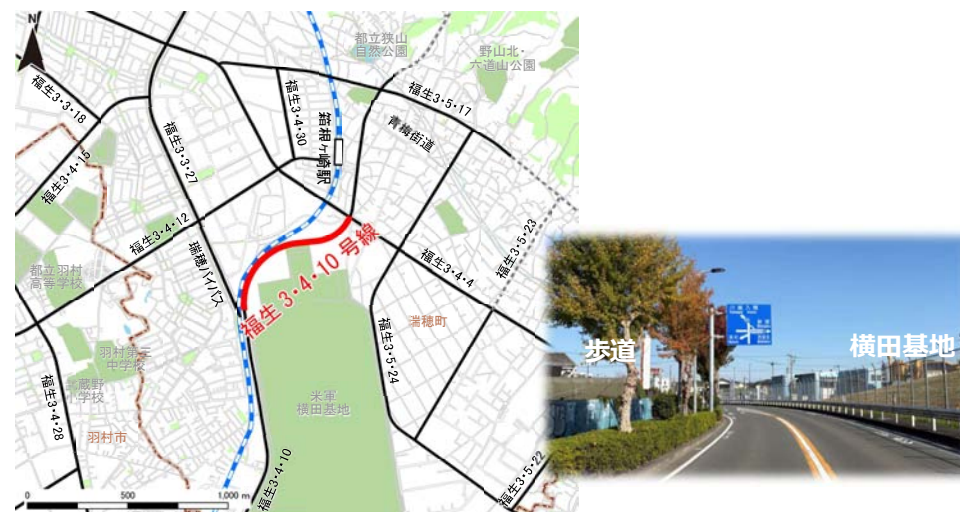 N
都立狭山
自然公園
野山北・
六道山公園
福生3・3・18
福生3・4・30
福生3・5・17
箱根ヶ崎駅
青梅街道
福生3・3・27
福生3・4・15
福生3・4・12
福生3・5・23
瑞穂バイパス
福生3・4・4
都立羽村
高等学校
福生3・4・10号線
瑞穂町
羽村第三
中学校
福生3・5・24
武蔵野
小学校
米軍
横田基地
福生3・4・28
羽村市
福生3・4・10
福生3・5・22
0 500 1,000 m
歩道
横田基地